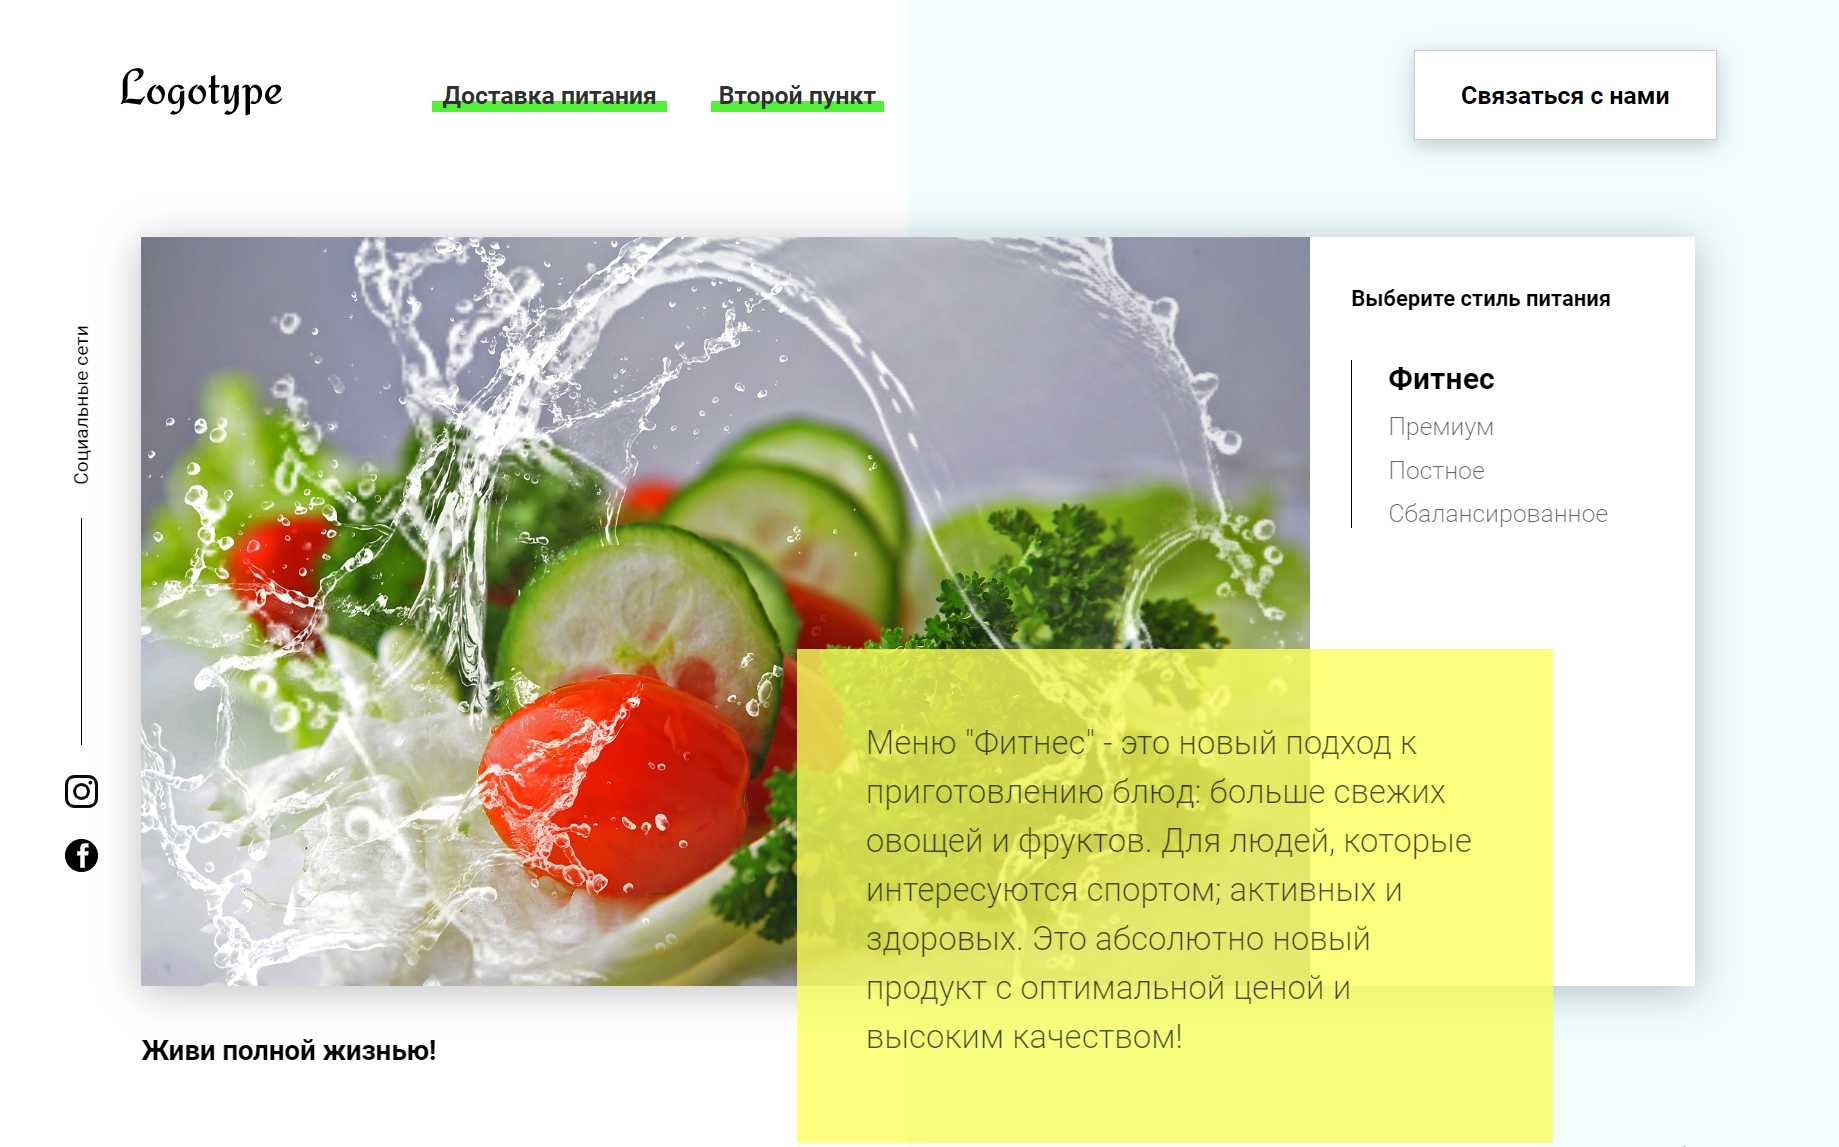 Logotype
Доставка питания
Второй пункт
Связаться с нами
Социальные сети
Выберите стиль питания
Фитнес
Премиум
Постное
Сбалансированное
Меню "Фитнес" - это новый подход к
приготовлению блюд: больше свежих
овощей и фруктов. Для людей, которые
интересуются спортом; активных и
здоровых. Это абсолютно новый
продукт с оптимальной ценой и
высоким качеством!
Живи полной жизнью!